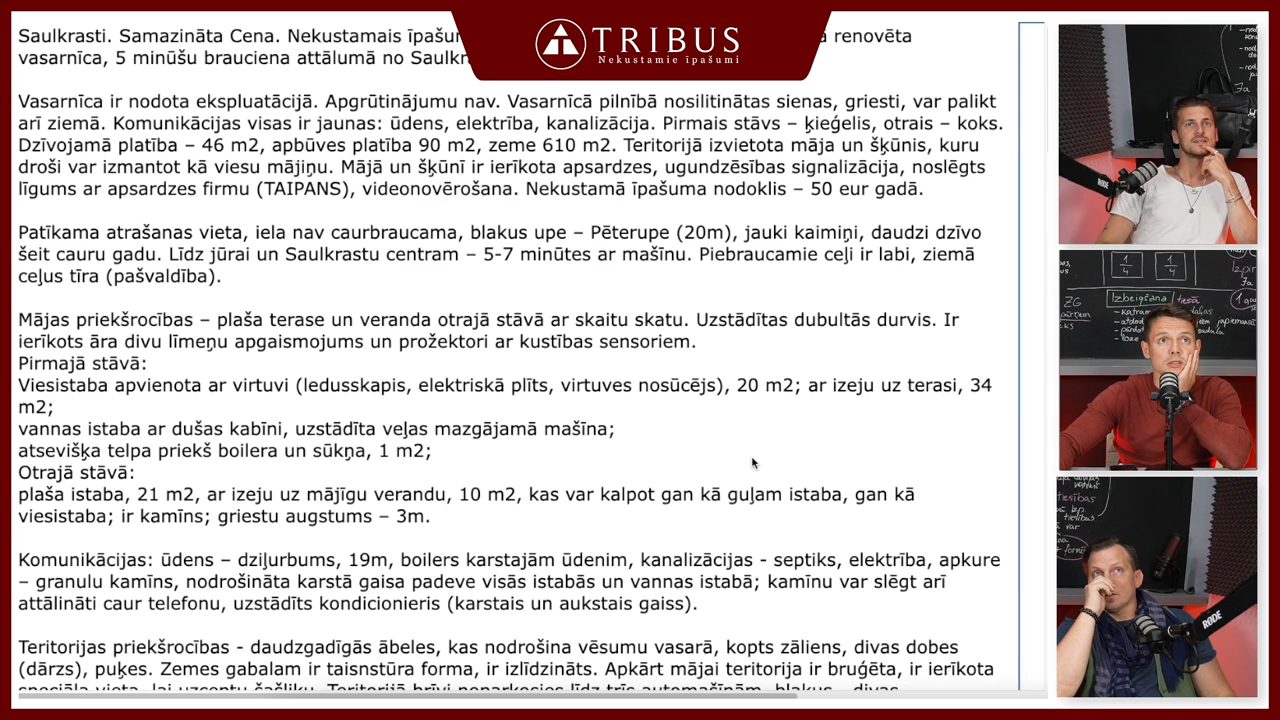 TRIBUS
Nekustamie īpašumi
Saulkrasti. Samazināta Cena. Nekustamais īpašu renovēta
vasarnīca, 5 minūšu brauciena attālumā no Saulkr
Vasarnīca ir nodota ekspluatācijā. Apgrūtinājumu nav. Vasarnīcā pilnībā nosilitinātas sienas, griesti, var palikt
arī ziemā. Komunikācijas visas ir jaunas: ūdens, elektrība, kanalizācija. Pirmais stāvs – ķieģelis, otrais – koks.
Dzīvojamā platība – 46 m2, apbūves platība 90 m2, zeme 610 m2. Teritorijā izvietota māja un šķūnis, kuru
droši var izmantot kā viesu mājiņu. Mājā un šķūnī ir ierīkota apsardzes, ugundzēsības signalizācija, noslēgts
līgums ar apsardzes firmu (TAIPANS), videonovērošana. Nekustamā īpašuma nodoklis – 50 eur gadā.
Patīkama atrašanas vieta, iela nav caurbraucama, blakus upe – Pēterupe (20m), jauki kaimiņi, daudzi dzīvo
šeit cauru gadu. Līdz jūrai un Saulkrastu centram – 5-7 minūtes ar mašīnu. Piebraucamie ceļi ir labi, ziemā
ceļus tīra (pašvaldība).
Mājas priekšrocības – plaša terase un veranda otrajā stāvā ar skaitu skatu. Uzstādītas dubultās durvis. Ir
ierīkots āra divu līmeņu apgaismojums un prožektori ar kustības sensoriem.
Pirmajā stāvā:
Viesistaba apvienota ar virtuvi (ledusskapis, elektriskā plīts, virtuves nosūcējs), 20 m2; ar izeju uz terasi, 34
m2;
vannas istaba ar dušas kabīni, uzstādīta veļas mazgājamā mašīna;
atsevišķa telpa priekš boilera un sūkņa, 1 m2;
Otrajā stāvā:
plaša istaba, 21 m2, ar izeju uz mājīgu verandu, 10 m2, kas var kalpot gan kā guļam istaba, gan kā
viesistaba; ir kamīns; griestu augstums – 3m.
Komunikācijas: ūdens – dziļurbums, 19m, boilers karstajām ūdenim, kanalizācijas - septiks, elektrība, apkure
– granulu kamīns, nodrošināta karstā gaisa padeve visās istabās un vannas istabā; kamīnu var slēgt arī
attālināti caur telefonu, uzstādīts kondicionieris (karstais un aukstais gaiss).
Teritorijas priekšrocības - daudzgadīgās ābeles, kas nodrošina vēsumu vasarā, kopts zāliens, divas dobes
(dārzs), puķes. Zemes gabalam ir taisnstūra forma, ir izlīdzināts. Apkārt mājai teritorija ir bruģēta, ir ierīkota
RØDE
1/4 1/4
ZG
Izbeigšana
RØDE